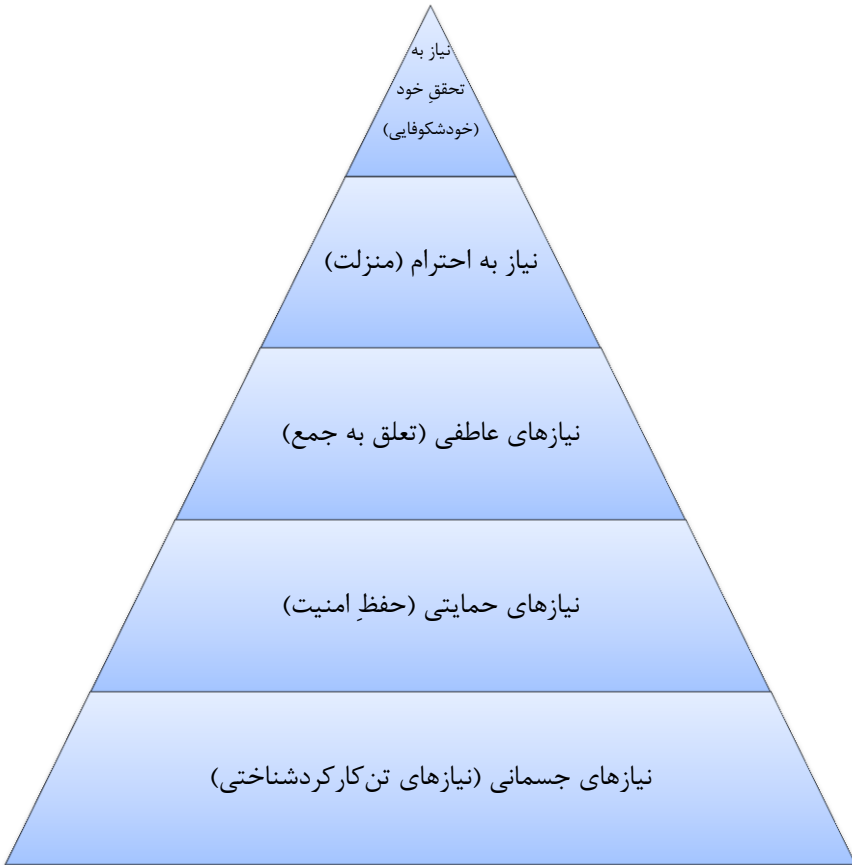 نیاز به
تحققِ خود
(خودشکوفایی)
نیاز به احترام (منزلت)
نیازهای عاطفی (تعلق به جمع)
نیازهای حمایتی (حفظِ امنیت)
نیازهای جسمانی (نیازهای تن‌کارکردشناختی)